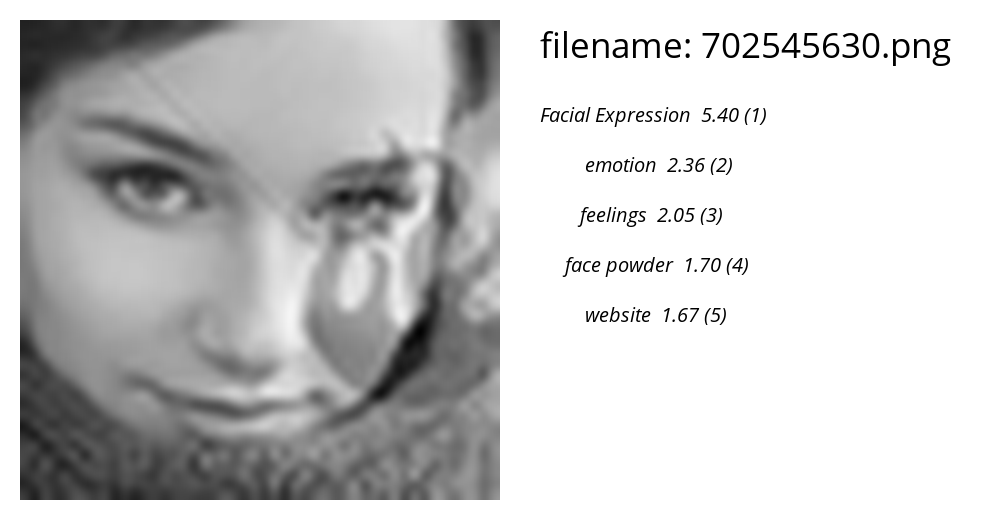 filename: 702545630.png
Facial Expression 5.40 (1)
emotion 2.36 (2)
feelings 2.05 (3)
face powder 1.70 (4)
website 1.67 (5)